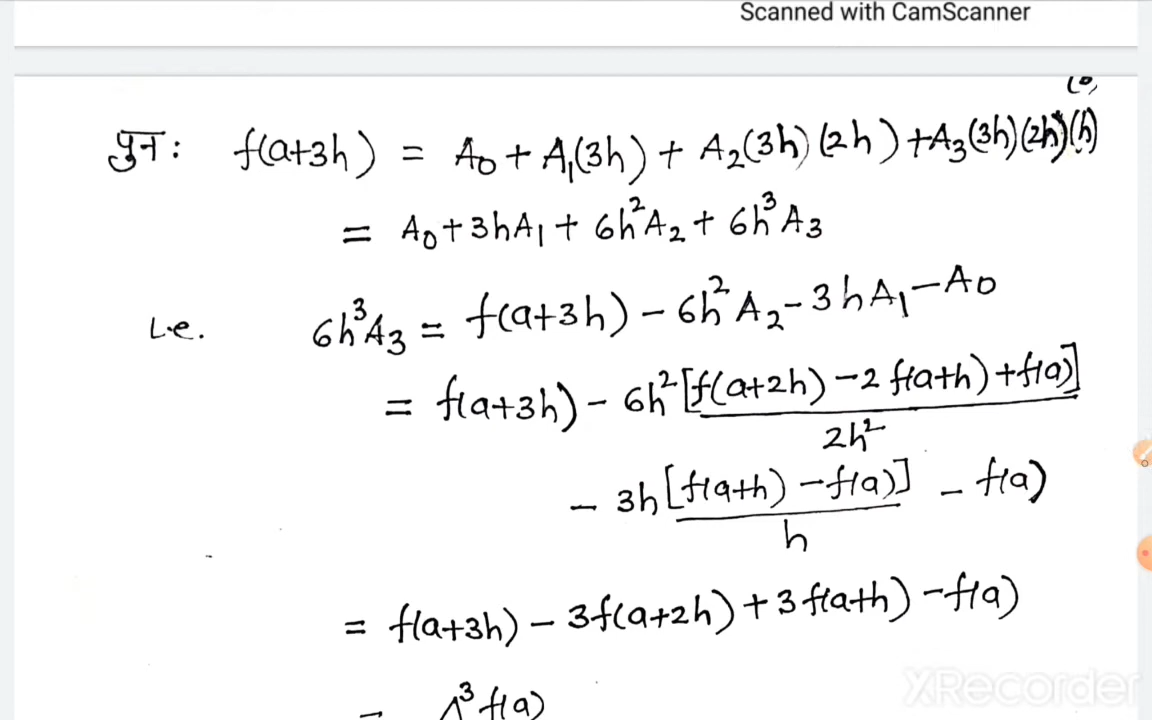 Scanned with CamScanner
पुनः f(a+3h) = A₀ + A₁(3h) + A₂(3h)(2h) + A₃(3h)(2h)(h)
= A₀ + 3hA₁ + 6h²A₂ + 6h³A₃
i.e. 6h³A₃ = f(a+3h) - 6h²A₂ - 3hA₁ - A₀
= f(a+3h) - 6h² [f(a+2h) - 2f(a+h) + f(a)] / 2h²
- 3h [f(a+h) - f(a)] / h - f(a)
= f(a+3h) - 3f(a+2h) + 3f(a+h) - f(a)
= Δ³f(a)
XRecorder